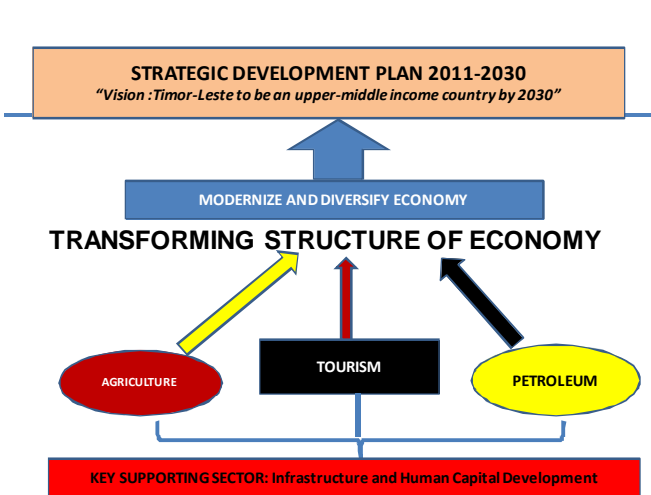 STRATEGIC DEVELOPMENT PLAN 2011-2030
“Vision :Timor-Leste to be an upper-middle income country by 2030”
MODERNIZE AND DIVERSIFY ECONOMY
TRANSFORMING STRUCTURE OF ECONOMY
AGRICULTURE
TOURISM
PETROLEUM
KEY SUPPORTING SECTOR: Infrastructure and Human Capital Development